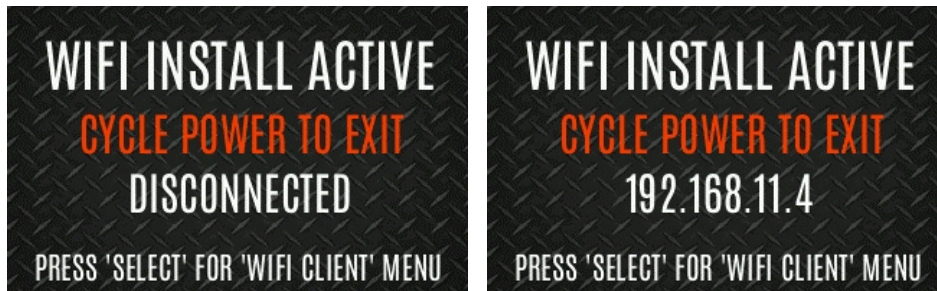 WIFI INSTALL ACTIVE
CYCLE POWER TO EXIT
DISCONNECTED
PRESS 'SELECT' FOR 'WIFI CLIENT' MENU
WIFI INSTALL ACTIVE
CYCLE POWER TO EXIT
192.168.11.4
PRESS 'SELECT' FOR 'WIFI CLIENT' MENU